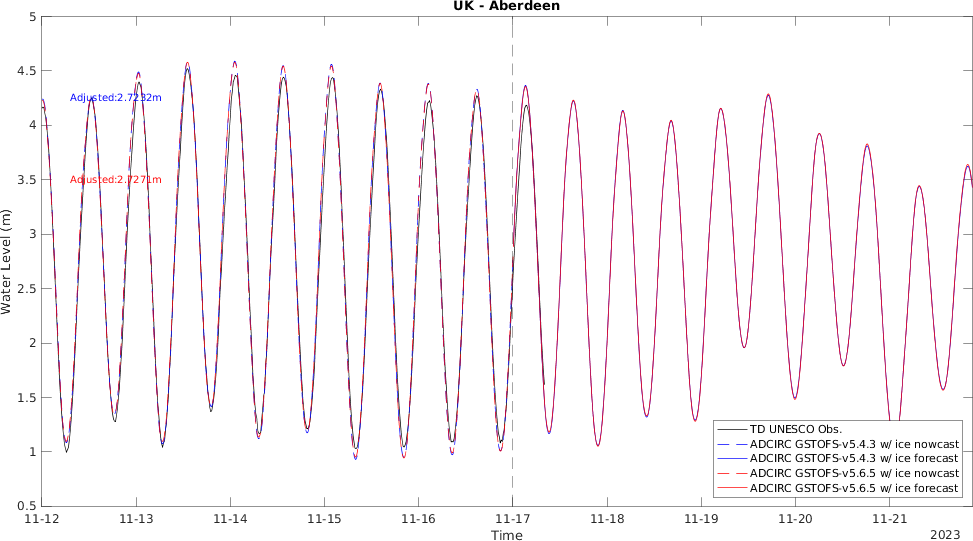 UK - Aberdeen
5
4.5
4
3.5
3
2.5
2
1.5
1
0.5
Water Level (m)
Adjusted:2.7232m
Adjusted:2.7271m
TD UNESCO Obs.
ADCIRC GSTOFS-v5.4.3 w/ ice nowcast
ADCIRC GSTOFS-v5.4.3 w/ ice forecast
ADCIRC GSTOFS-v5.6.5 w/ ice nowcast
ADCIRC GSTOFS-v5.6.5 w/ ice forecast
11-12 11-13 11-14 11-15 11-16 11-17 11-18 11-19 11-20 11-21
Time
2023